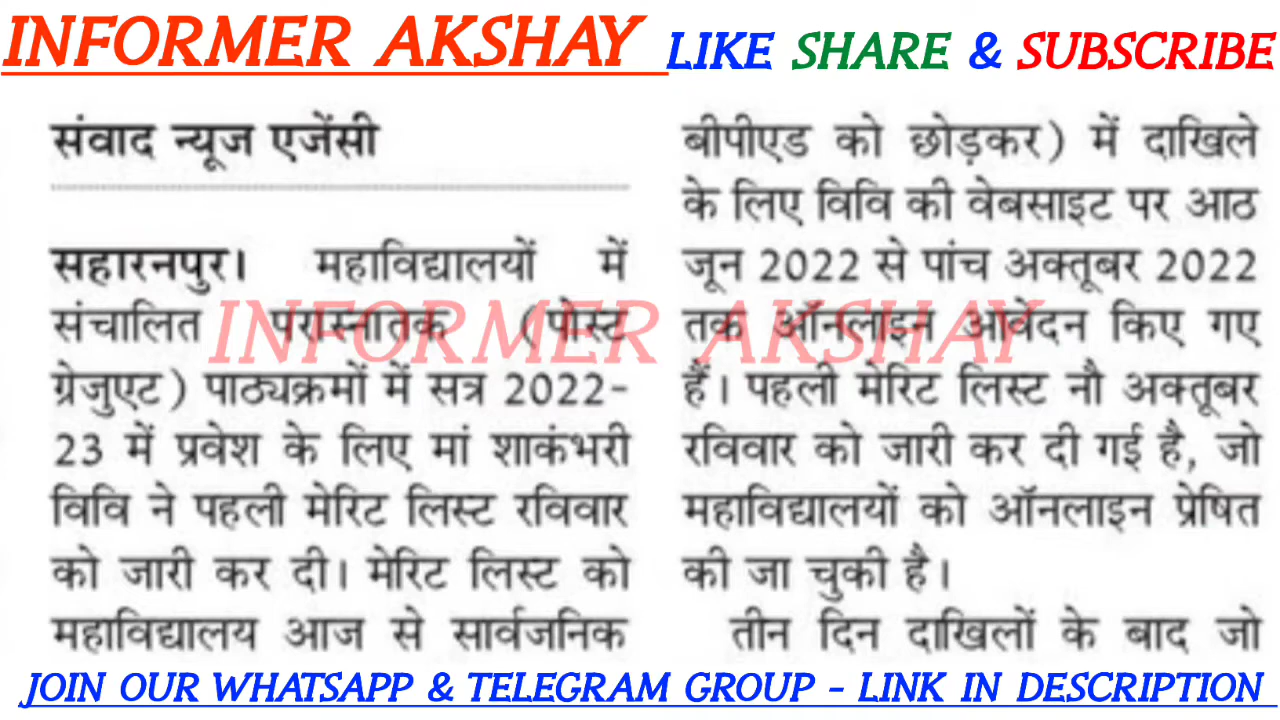 INFORMER AKSHAY LIKE SHARE & SUBSCRIBE
संवाद न्यूज एजेंसी
सहारनपुर। महाविद्यालयों में
संचालित परास्नातक (पोस्ट
ग्रेजुएट) पाठ्यक्रमों में सत्र 2022-
23 में प्रवेश के लिए मां शाकंभरी
विवि ने पहली मेरिट लिस्ट रविवार
को जारी कर दी। मेरिट लिस्ट को
महाविद्यालय आज से सार्वजनिक
बीपीएड को छोड़कर) में दाखिले
के लिए विवि की वेबसाइट पर आठ
जून 2022 से पांच अक्तूबर 2022
तक ऑनलाइन आवेदन किए गए
हैं। पहली मेरिट लिस्ट नौ अक्तूबर
रविवार को जारी कर दी गई है, जो
महाविद्यालयों को ऑनलाइन प्रेषित
की जा चुकी है।
तीन दिन दाखिलों के बाद जो
INFORMER AKSHAY
JOIN OUR WHATSAPP & TELEGRAM GROUP - LINK IN DESCRIPTION